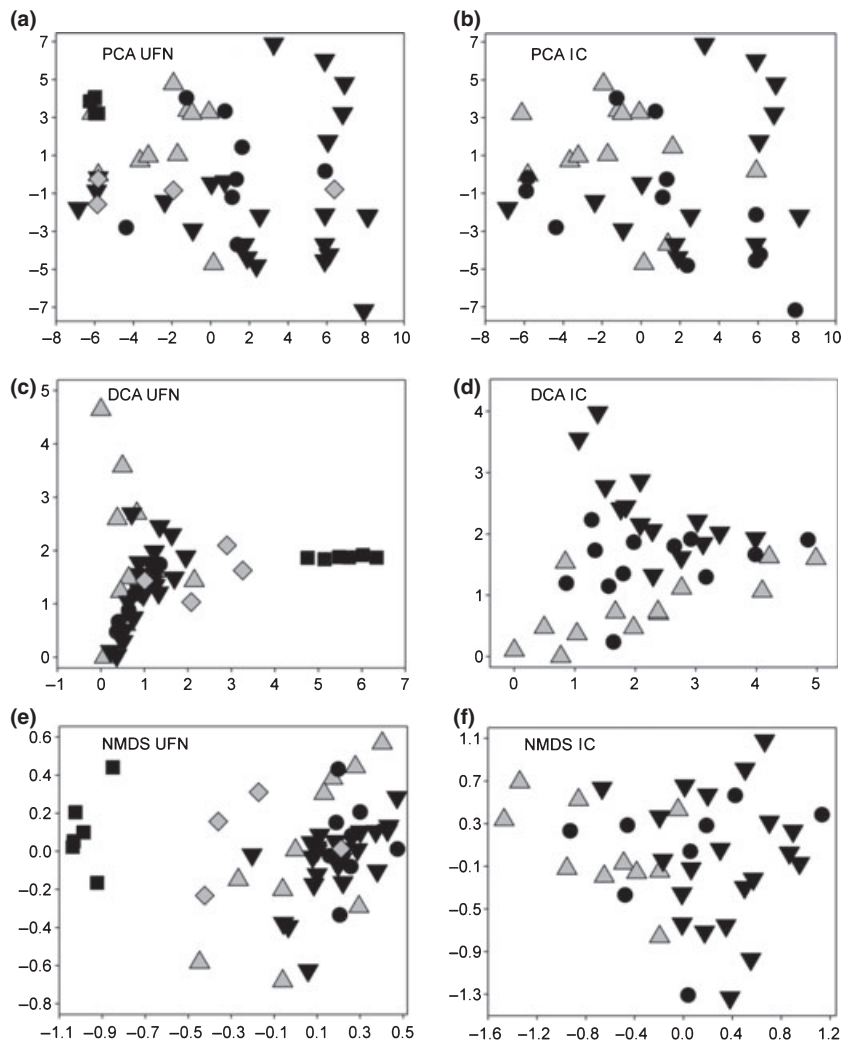 (a)
PCA UFN
7
5
3
1
–1
–3
–5
–7
–8 –6 –4 –2 0 2 4 6 8 10
(b)
PCA IC
7
5
3
1
–1
–3
–5
–7
–8 –6 –4 –2 0 2 4 6 8 10
(c)
DCA UFN
5
4
3
2
1
0
–1 0 1 2 3 4 5 6 7
(d)
DCA IC
4
3
2
1
0
0 1 2 3 4 5
(e)
NMDS UFN
0.6
0.4
0.2
0.0
–0.2
–0.4
–0.6
–0.8
–1.1 –0.9 –0.7 –0.5 –0.3 –0.1 0.1 0.3 0.5
(f)
NMDS IC
1.1
0.7
0.3
–0.1
–0.5
–0.9
–1.3
–1.6 –1.2 –0.8 –0.4 0.0 0.4 0.8 1.2